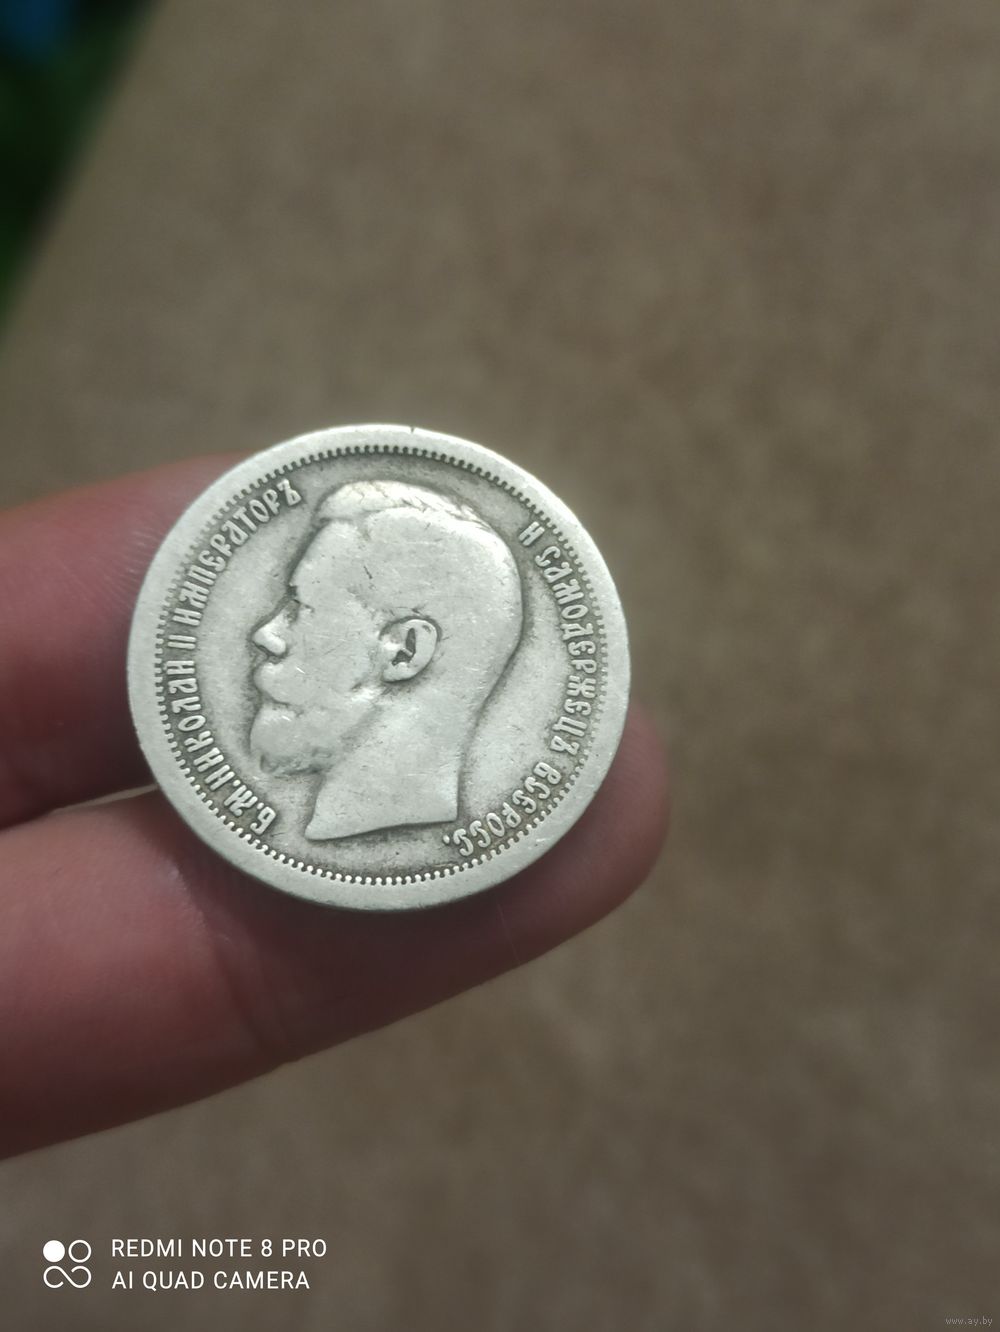 Б.М.НИКОЛАЙ II ИМПЕРАТОРЪ
И САМОДЕРЖЕЦЪ ВСЕРОСС.
REDMI NOTE 8 PRO
AI QUAD CAMERA
www.ay.by